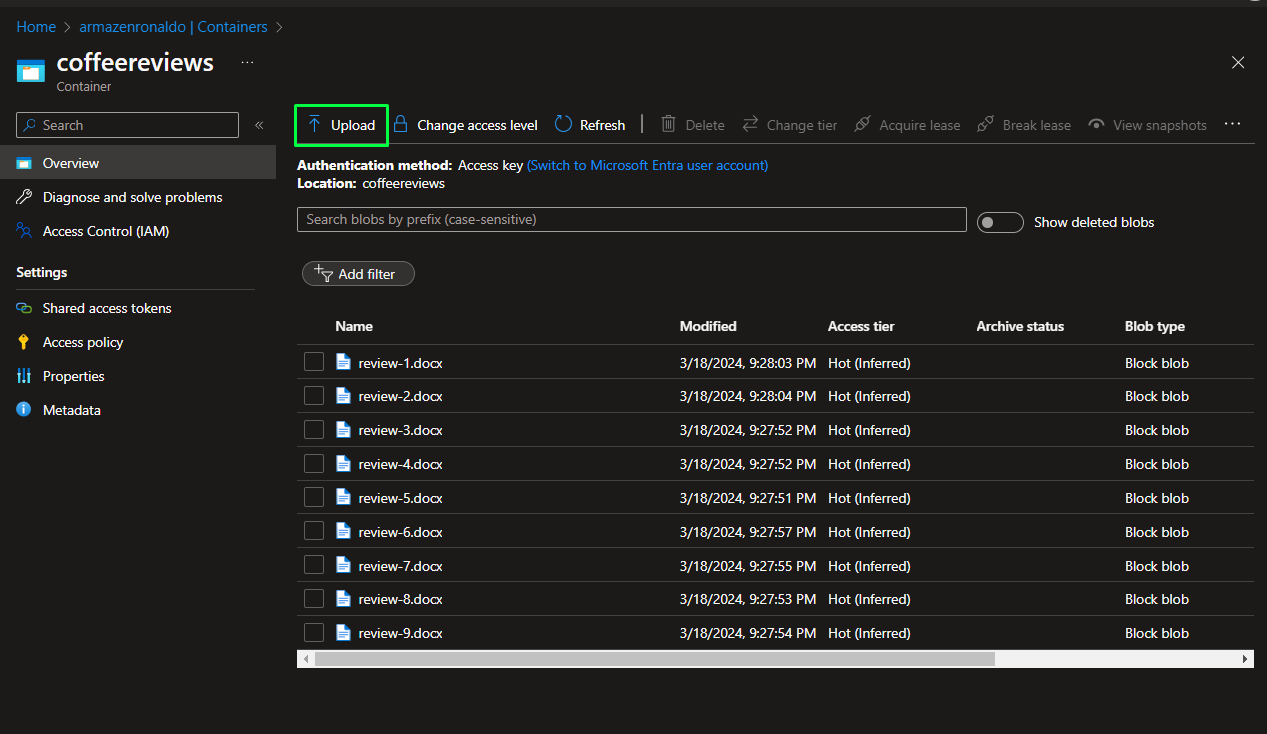 Home > armazenronaldo | Containers >
coffeereviews ...
Container
Search «
Overview
Diagnose and solve problems
Access Control (IAM)
Settings
Shared access tokens
Access policy
Properties
Metadata
Upload Change access level Refresh | Delete Change tier Acquire lease Break lease View snapshots ...
Authentication method: Access key (Switch to Microsoft Entra user account)
Location: coffeereviews
Search blobs by prefix (case-sensitive) Show deleted blobs
Add filter
Name Modified Access tier Archive status Blob type
review-1.docx 3/18/2024, 9:28:03 PM Hot (Inferred) Block blob
review-2.docx 3/18/2024, 9:28:04 PM Hot (Inferred) Block blob
review-3.docx 3/18/2024, 9:27:52 PM Hot (Inferred) Block blob
review-4.docx 3/18/2024, 9:27:52 PM Hot (Inferred) Block blob
review-5.docx 3/18/2024, 9:27:51 PM Hot (Inferred) Block blob
review-6.docx 3/18/2024, 9:27:57 PM Hot (Inferred) Block blob
review-7.docx 3/18/2024, 9:27:55 PM Hot (Inferred) Block blob
review-8.docx 3/18/2024, 9:27:53 PM Hot (Inferred) Block blob
review-9.docx 3/18/2024, 9:27:54 PM Hot (Inferred) Block blob